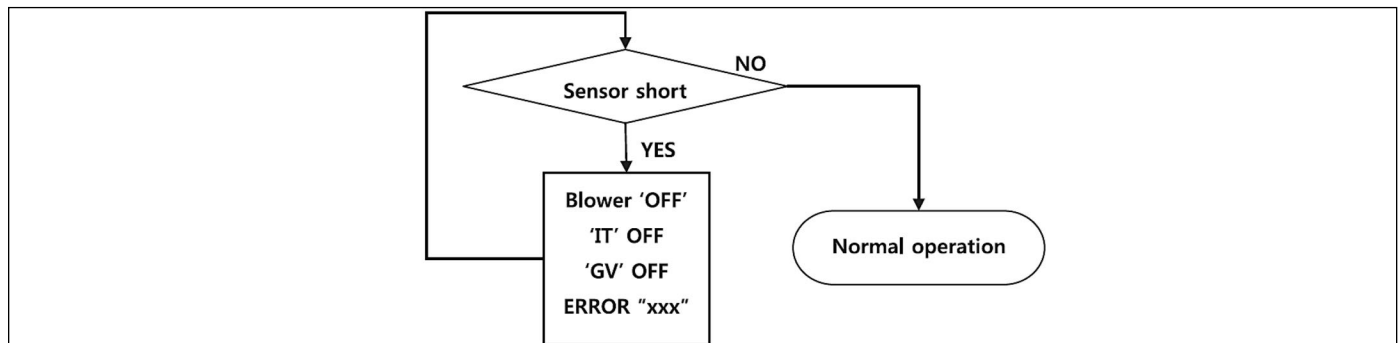 NO
Sensor short
YES
Blower ‘OFF’
‘IT’ OFF
‘GV’ OFF
ERROR “xxx”
Normal operation